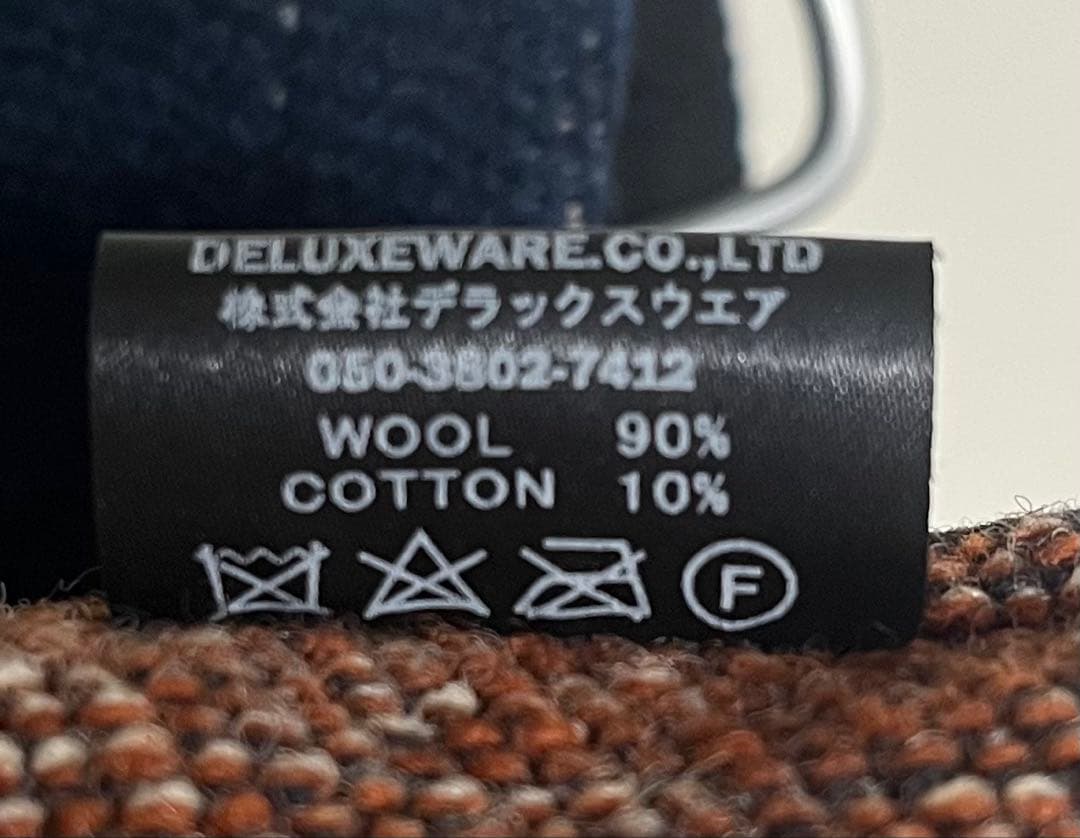 DELUXEWARE.CO.,LTD
株式会社デラックスウエア
050-3802-7412
WOOL 90%
COTTON 10%
F